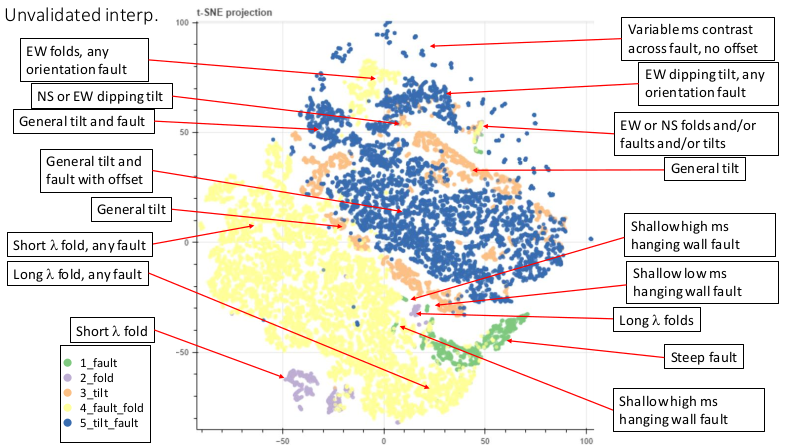 Unvalidated interp.
t-SNE projection
EW folds, any
orientation fault
NS or EW dipping tilt
General tilt and fault
General tilt and
fault with offset
General tilt
Short λ fold, any fault
Long λ fold, any fault
Short λ fold
1_fault
2_fold
3_tilt
4_fault_fold
5_tilt_fault
100
50
0
−50
−50
0
50
100
Variable ms contrast
across fault, no offset
EW dipping tilt, any
orientation fault
EW or NS folds and/or
faults and/or tilts
General tilt
Shallow high ms
hanging wall fault
Shallow low ms
hanging wall fault
Long λ folds
Steep fault
Shallow high ms
hanging wall fault